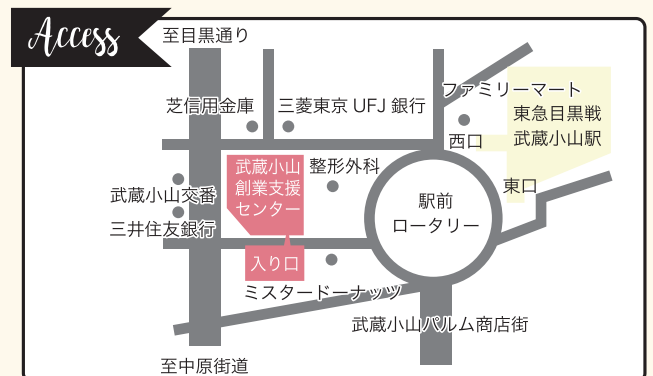 Access
至目黒通り
ファミリーマート
芝信用金庫
三菱東京 UFJ 銀行
東急目黒戦
武蔵小山駅
西口
武蔵小山
創業支援
センター
整形外科
武蔵小山交番
東口
駅前
ロータリー
三井住友銀行
入り口
ミスタードーナッツ
武蔵小山パルム商店街
至中原街道